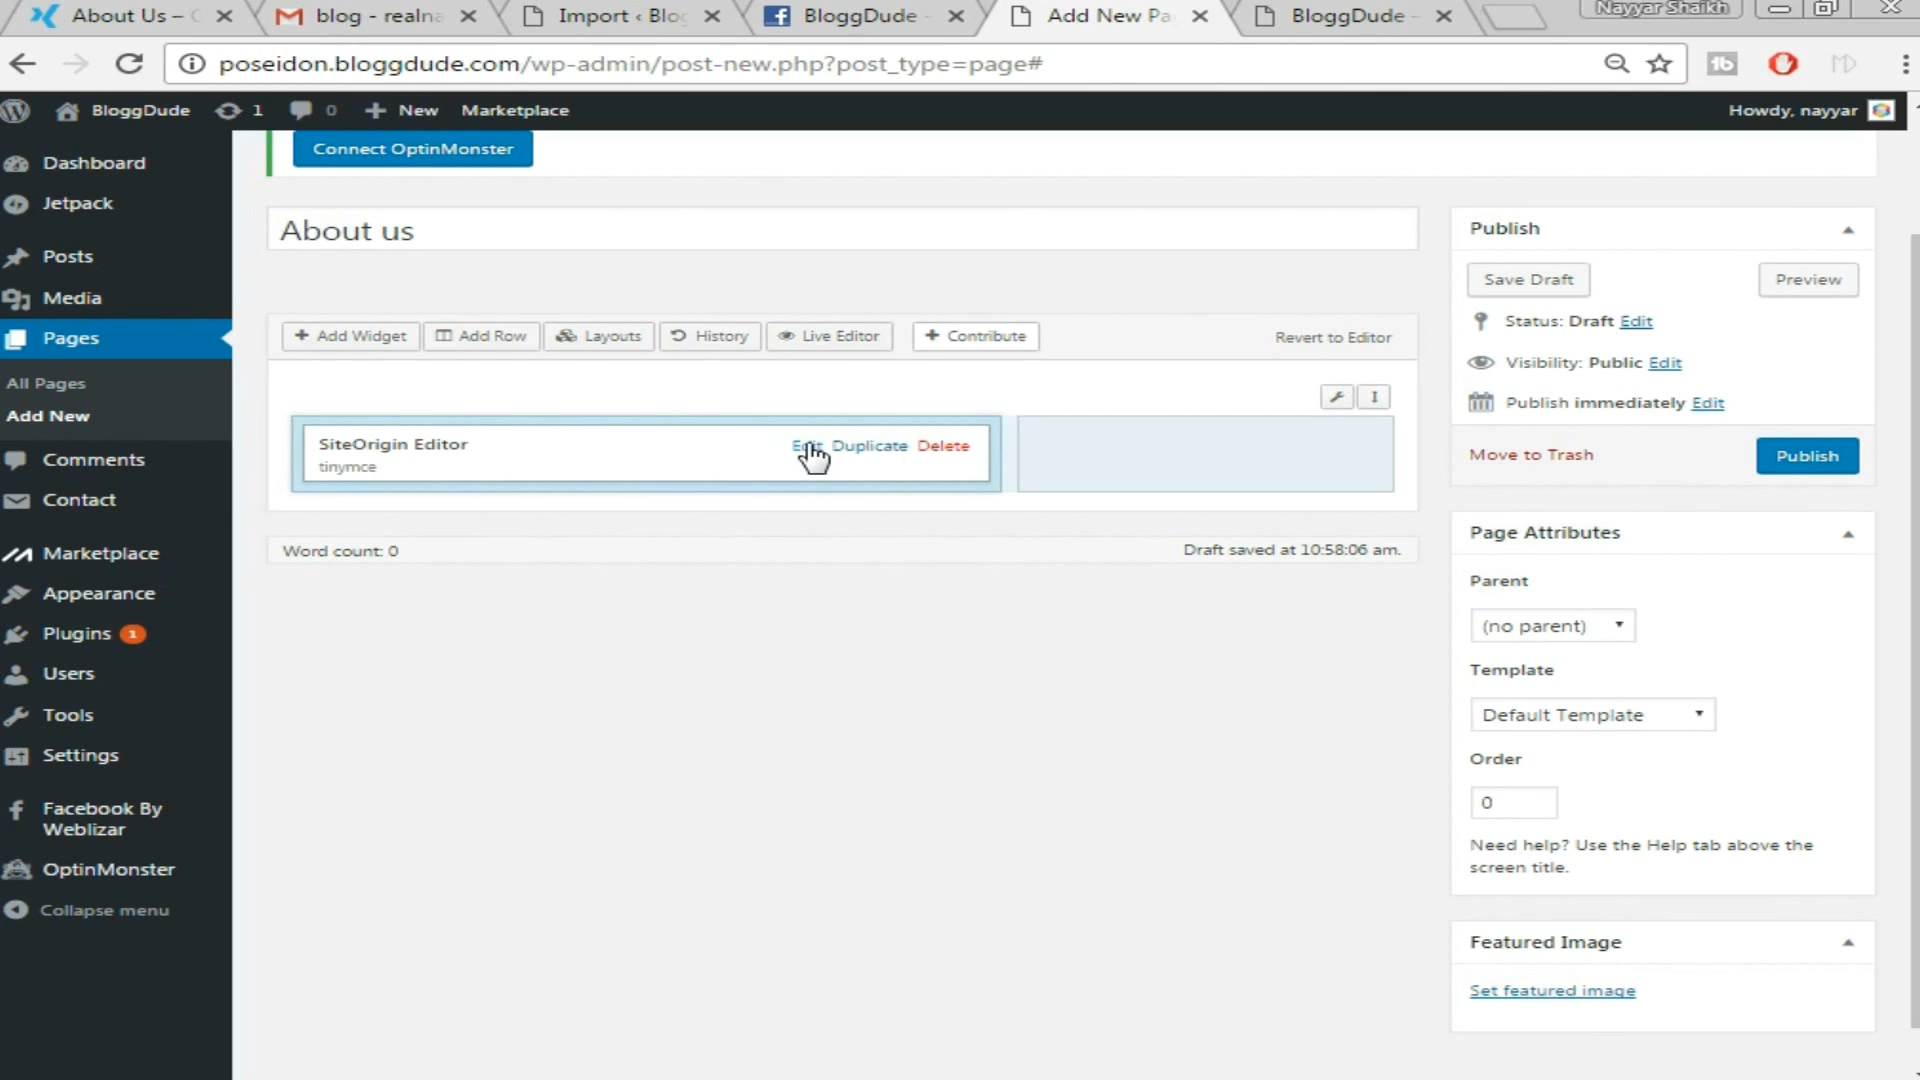 About Us –
blog - realna
Import ‹ Blog
BloggDude -
Add New Pa
BloggDude -
Nayyar Shaikh
poseidon.bloggdude.com/wp-admin/post-new.php?post_type=page#
BloggDude
1
0
New
Marketplace
Howdy, nayyar
Dashboard
Jetpack
Posts
Media
Pages
All Pages
Add New
Comments
Contact
Marketplace
Appearance
Plugins 1
Users
Tools
Settings
Facebook By
Weblizar
OptinMonster
Collapse menu
Connect OptinMonster
About us
Add Widget
Add Row
Layouts
History
Live Editor
Contribute
Revert to Editor
SiteOrigin Editor
tinymce
Edit Duplicate Delete
Word count: 0
Draft saved at 10:58:06 am.
Publish
Save Draft
Preview
Status: Draft Edit
Visibility: Public Edit
Publish immediately Edit
Move to Trash
Publish
Page Attributes
Parent
(no parent)
Template
Default Template
Order
0
Need help? Use the Help tab above the
screen title.
Featured Image
Set featured image